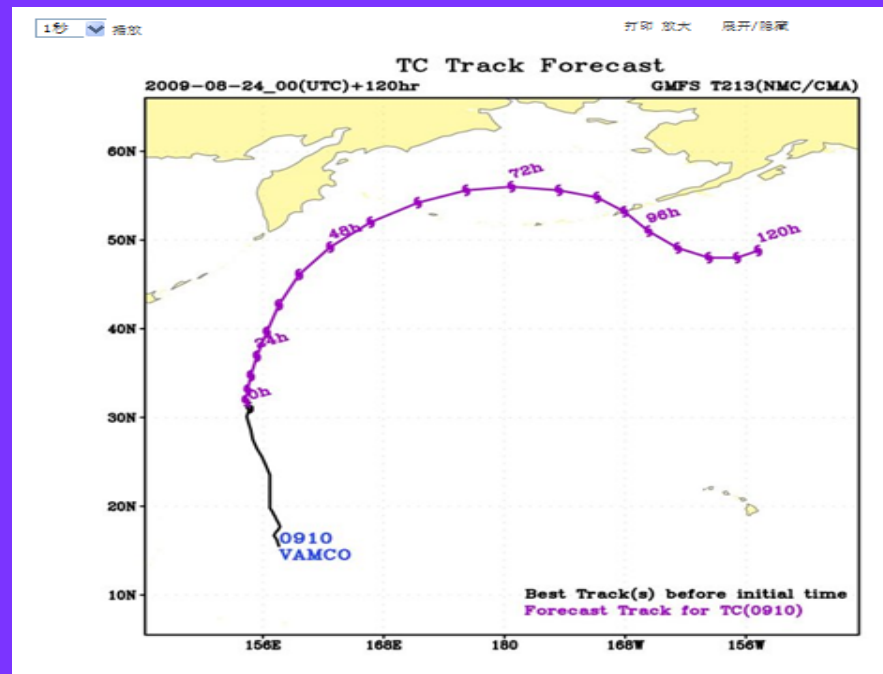 1秒 播放 打印 放大 展开/隐藏
TC Track Forecast
2009-08-24_00(UTC)+120hr GMFS T213(NMC/CMA)
60N
72h
96h
50N
48h
120h
40N
24h
0h
30N
20N
0910
VAMCO
10N
Best Track(s) before initial time
Forecast Track for TC(0910)
156E 168E 180 168W 156W